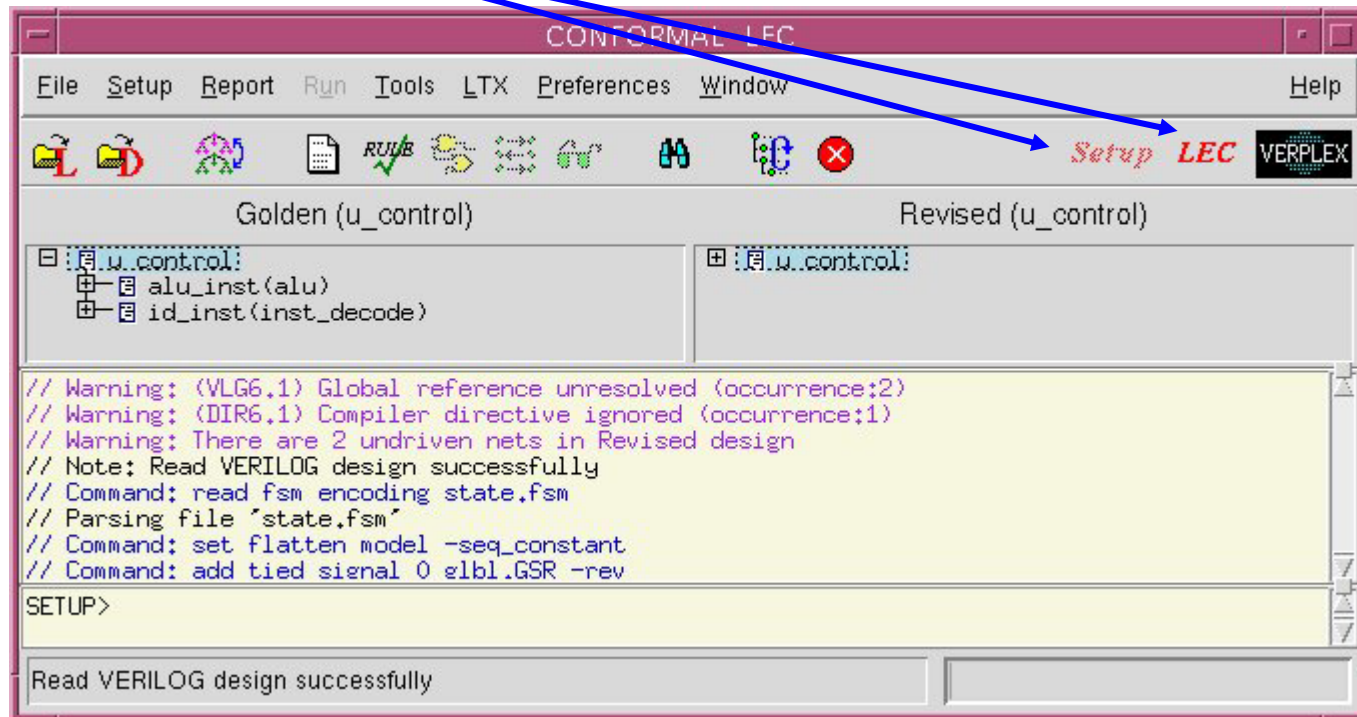 CONFORMAL LEC
File Setup Report Run Tools LTX Preferences Window Help
L D RULE Setup LEC VERPLEX
Golden (u_control) Revised (u_control)
u_control u_control
alu_inst(alu)
id_inst(inst_decode)
// Warning: (VLG6.1) Global reference unresolved (occurrence:2)
// Warning: (DIR6.1) Compiler directive ignored (occurrence:1)
// Warning: There are 2 undriven nets in Revised design
// Note: Read VERILOG design successfully
// Command: read fsm encoding state.fsm
// Parsing file 'state.fsm'
// Command: set flatten model -seq_constant
// Command: add tied signal 0 glbl.GSR -rev
SETUP>
Read VERILOG design successfully